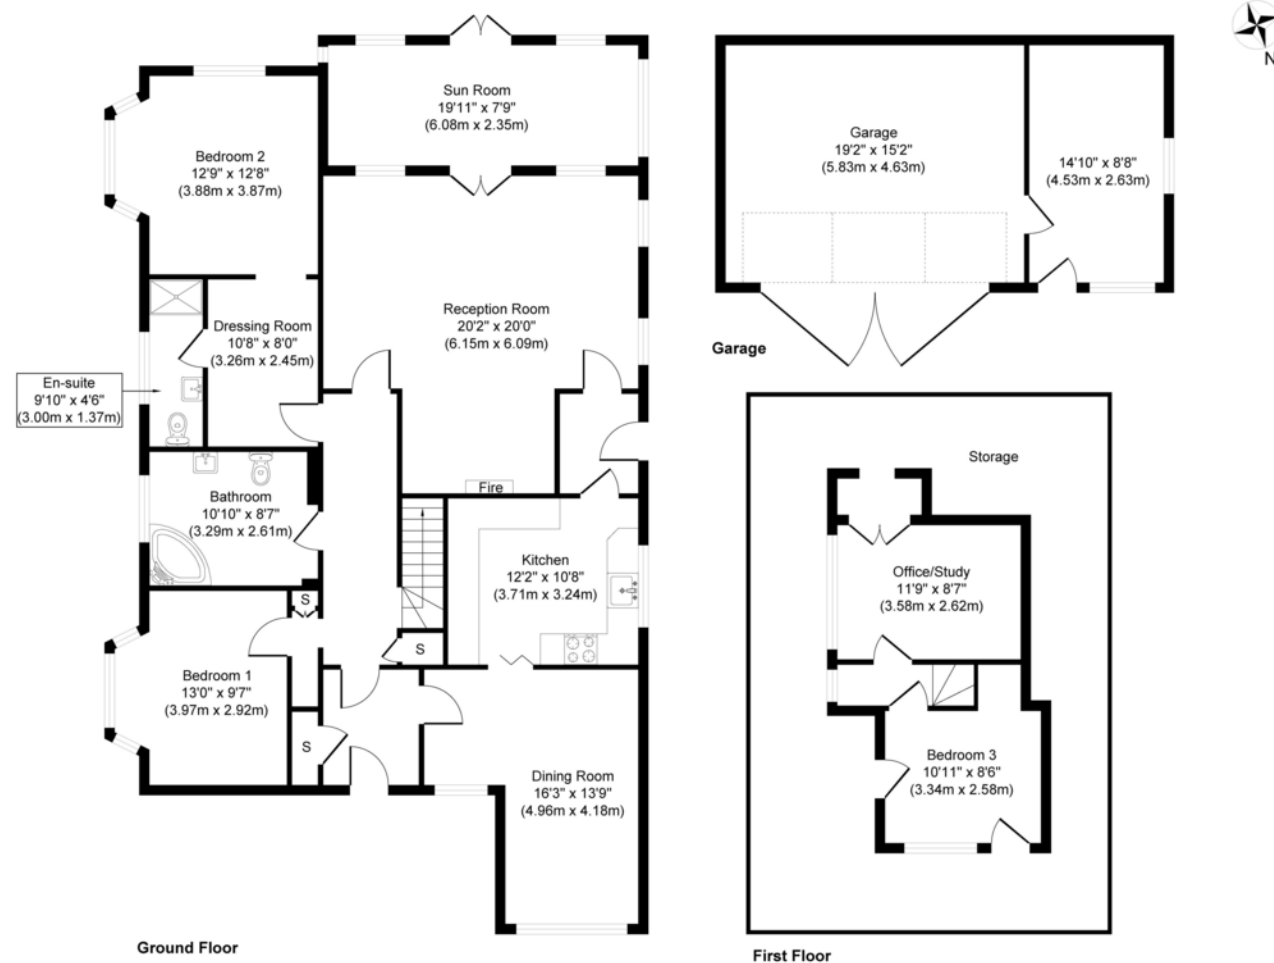 N
Sun Room
19'11" x 7'9"
(6.08m x 2.35m)
Bedroom 2
12'9" x 12'8"
(3.88m x 3.87m)
Reception Room
20'2" x 20'0"
(6.15m x 6.09m)
Dressing Room
10'8" x 8'0"
(3.26m x 2.45m)
En-suite
9'10" x 4'6"
(3.00m x 1.37m)
Fire
Bathroom
10'10" x 8'7"
(3.29m x 2.61m)
Kitchen
12'2" x 10'8"
(3.71m x 3.24m)
S
S
Bedroom 1
13'0" x 9'7"
(3.97m x 2.92m)
S
Dining Room
16'3" x 13'9"
(4.96m x 4.18m)
Ground Floor
Garage
19'2" x 15'2"
(5.83m x 4.63m)
14'10" x 8'8"
(4.53m x 2.63m)
Garage
Storage
Office/Study
11'9" x 8'7"
(3.58m x 2.62m)
Bedroom 3
10'11" x 8'6"
(3.34m x 2.58m)
First Floor